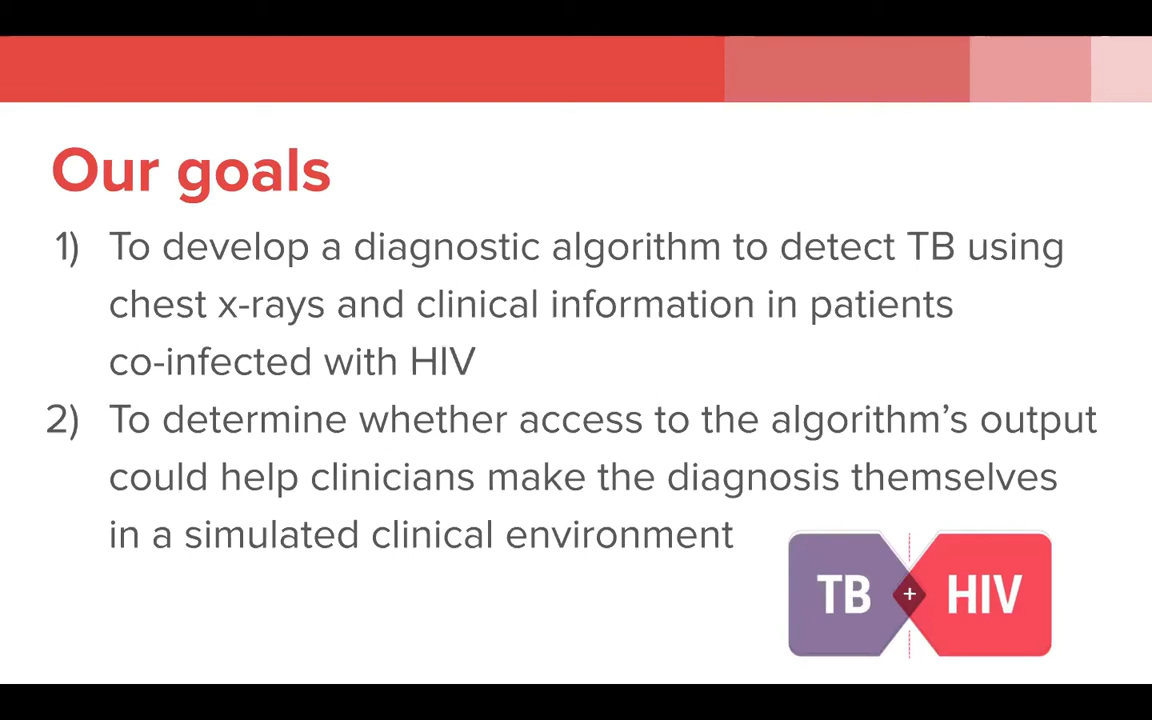 Our goals
1) To develop a diagnostic algorithm to detect TB using
chest x-rays and clinical information in patients
co-infected with HIV
2) To determine whether access to the algorithm’s output
could help clinicians make the diagnosis themselves
in a simulated clinical environment
TB + HIV